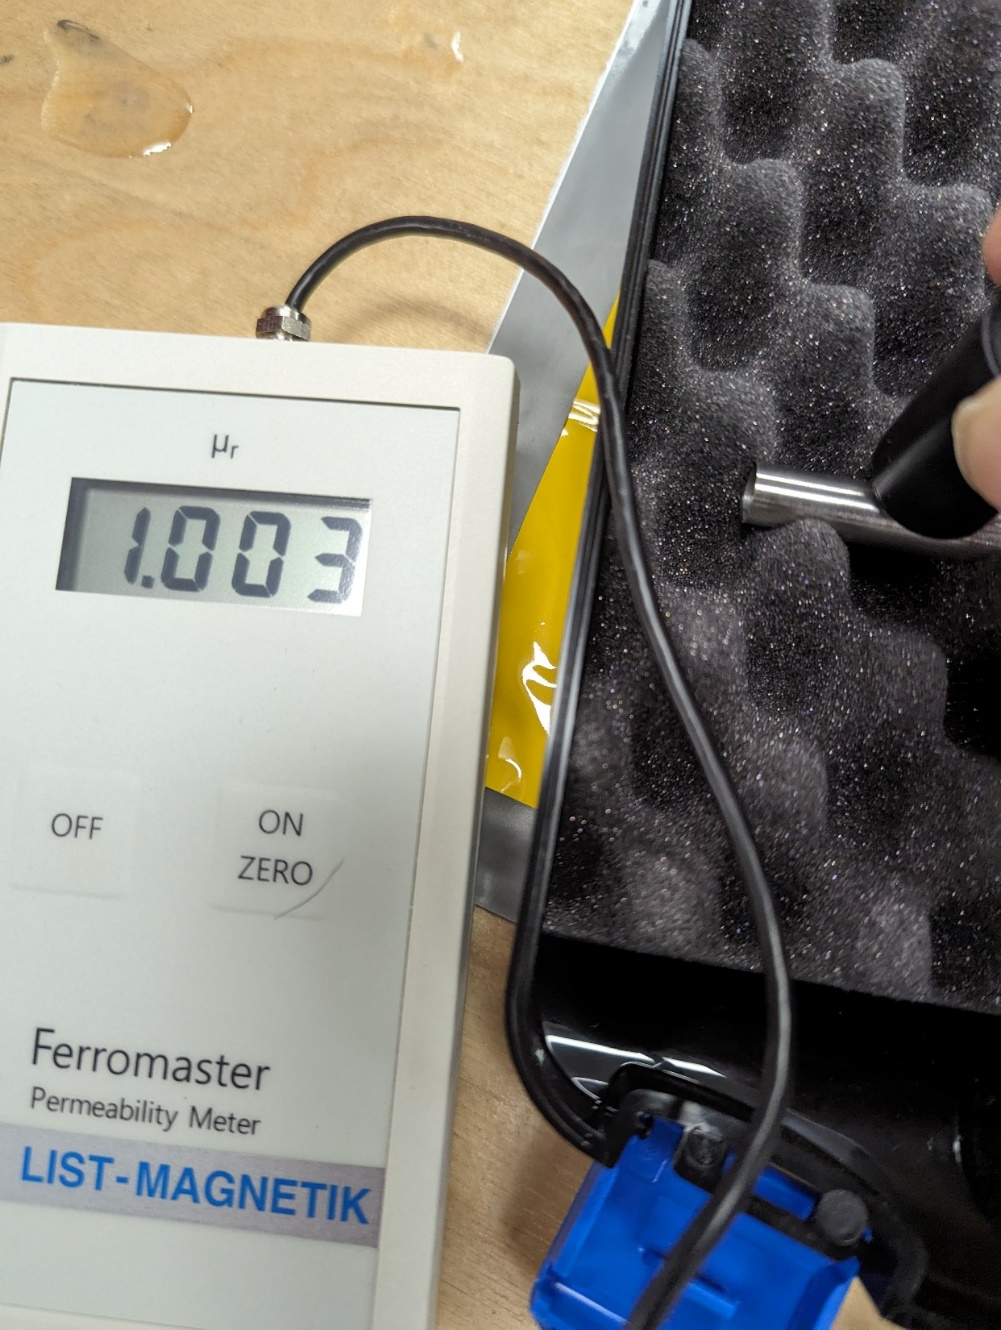 μr
1.003
OFF
ON
ZERO
Ferromaster
Permeability Meter
LIST-MAGNETIK